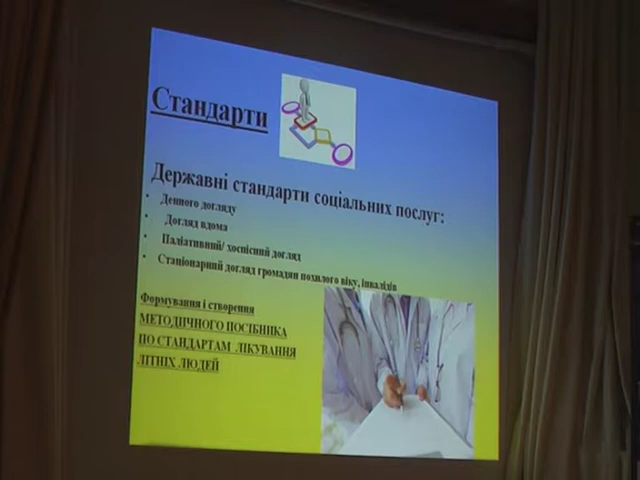 Стандарти
Державні стандарти соціальних послуг:
• Денного догляду
• Догляд вдома
• Паліативний/ хоспісний догляд
• Стаціонарний догляд громадян похилого віку, інвалідів
Формування і створення
МЕТОДИЧНОГО ПОСІБНИКА
ПО СТАНДАРТАМ ЛІКУВАННЯ
ЛІТНІХ ЛЮДЕЙ